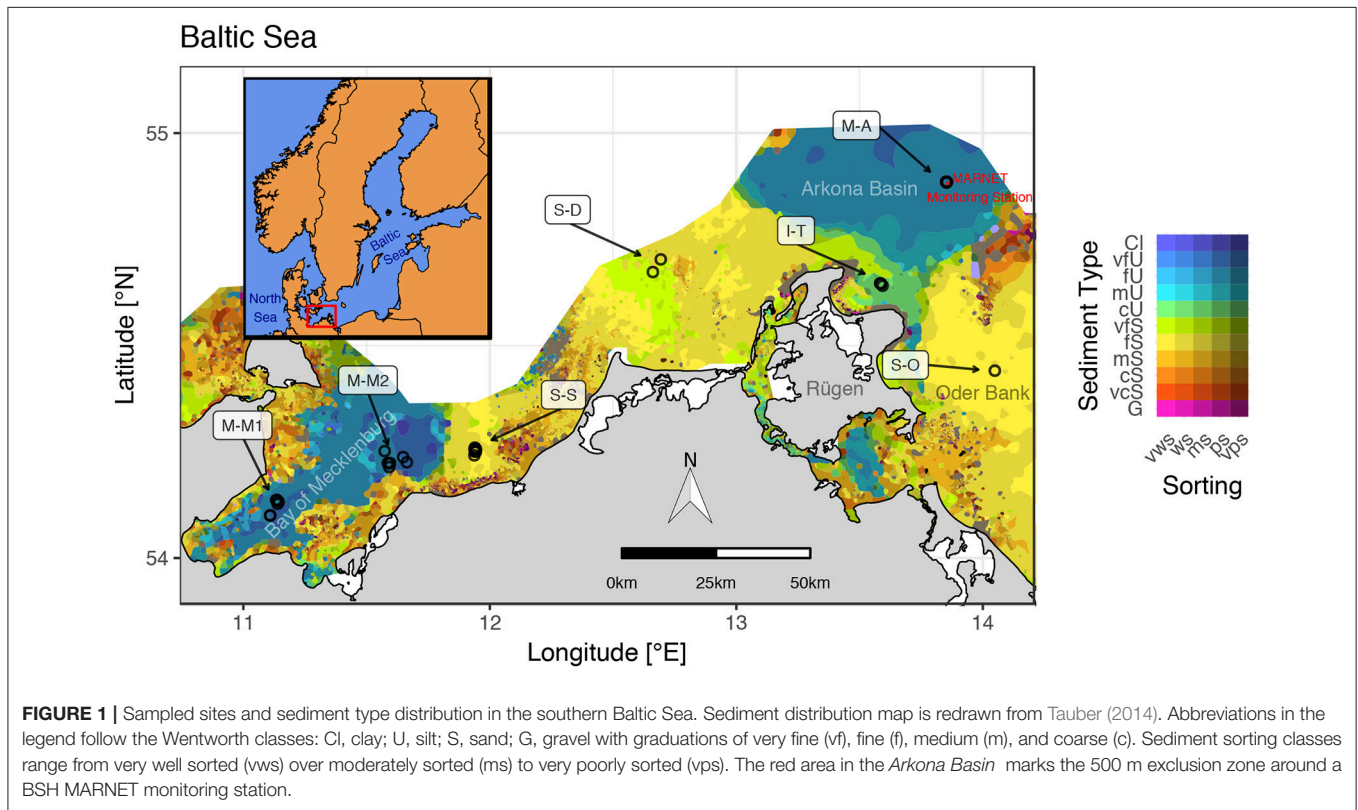 Baltic Sea
55
54
Latitude [°N]
11
12
13
14
Longitude [°E]
North
Sea
Baltic
Sea
M-A
Arkona Basin
MARNET
Monitoring Station
S-D
I-T
M-M2
S-S
S-O
Rügen
Oder Bank
M-M1
Bay of Mecklenburg
N
0km
25km
50km
Sediment Type
Cl
vfU
fU
mU
cU
vfS
fS
mS
cS
vcS
G
vws
ws
ms
ps
vps
Sorting
FIGURE 1 | Sampled sites and sediment type distribution in the southern Baltic Sea. Sediment distribution map is redrawn from Tauber (2014). Abbreviations in the
legend follow the Wentworth classes: Cl, clay; U, silt; S, sand; G, gravel with graduations of very fine (vf), fine (f), medium (m), and coarse (c). Sediment sorting classes
range from very well sorted (vws) over moderately sorted (ms) to very poorly sorted (vps). The red area in the Arkona Basin marks the 500 m exclusion zone around a
BSH MARNET monitoring station.